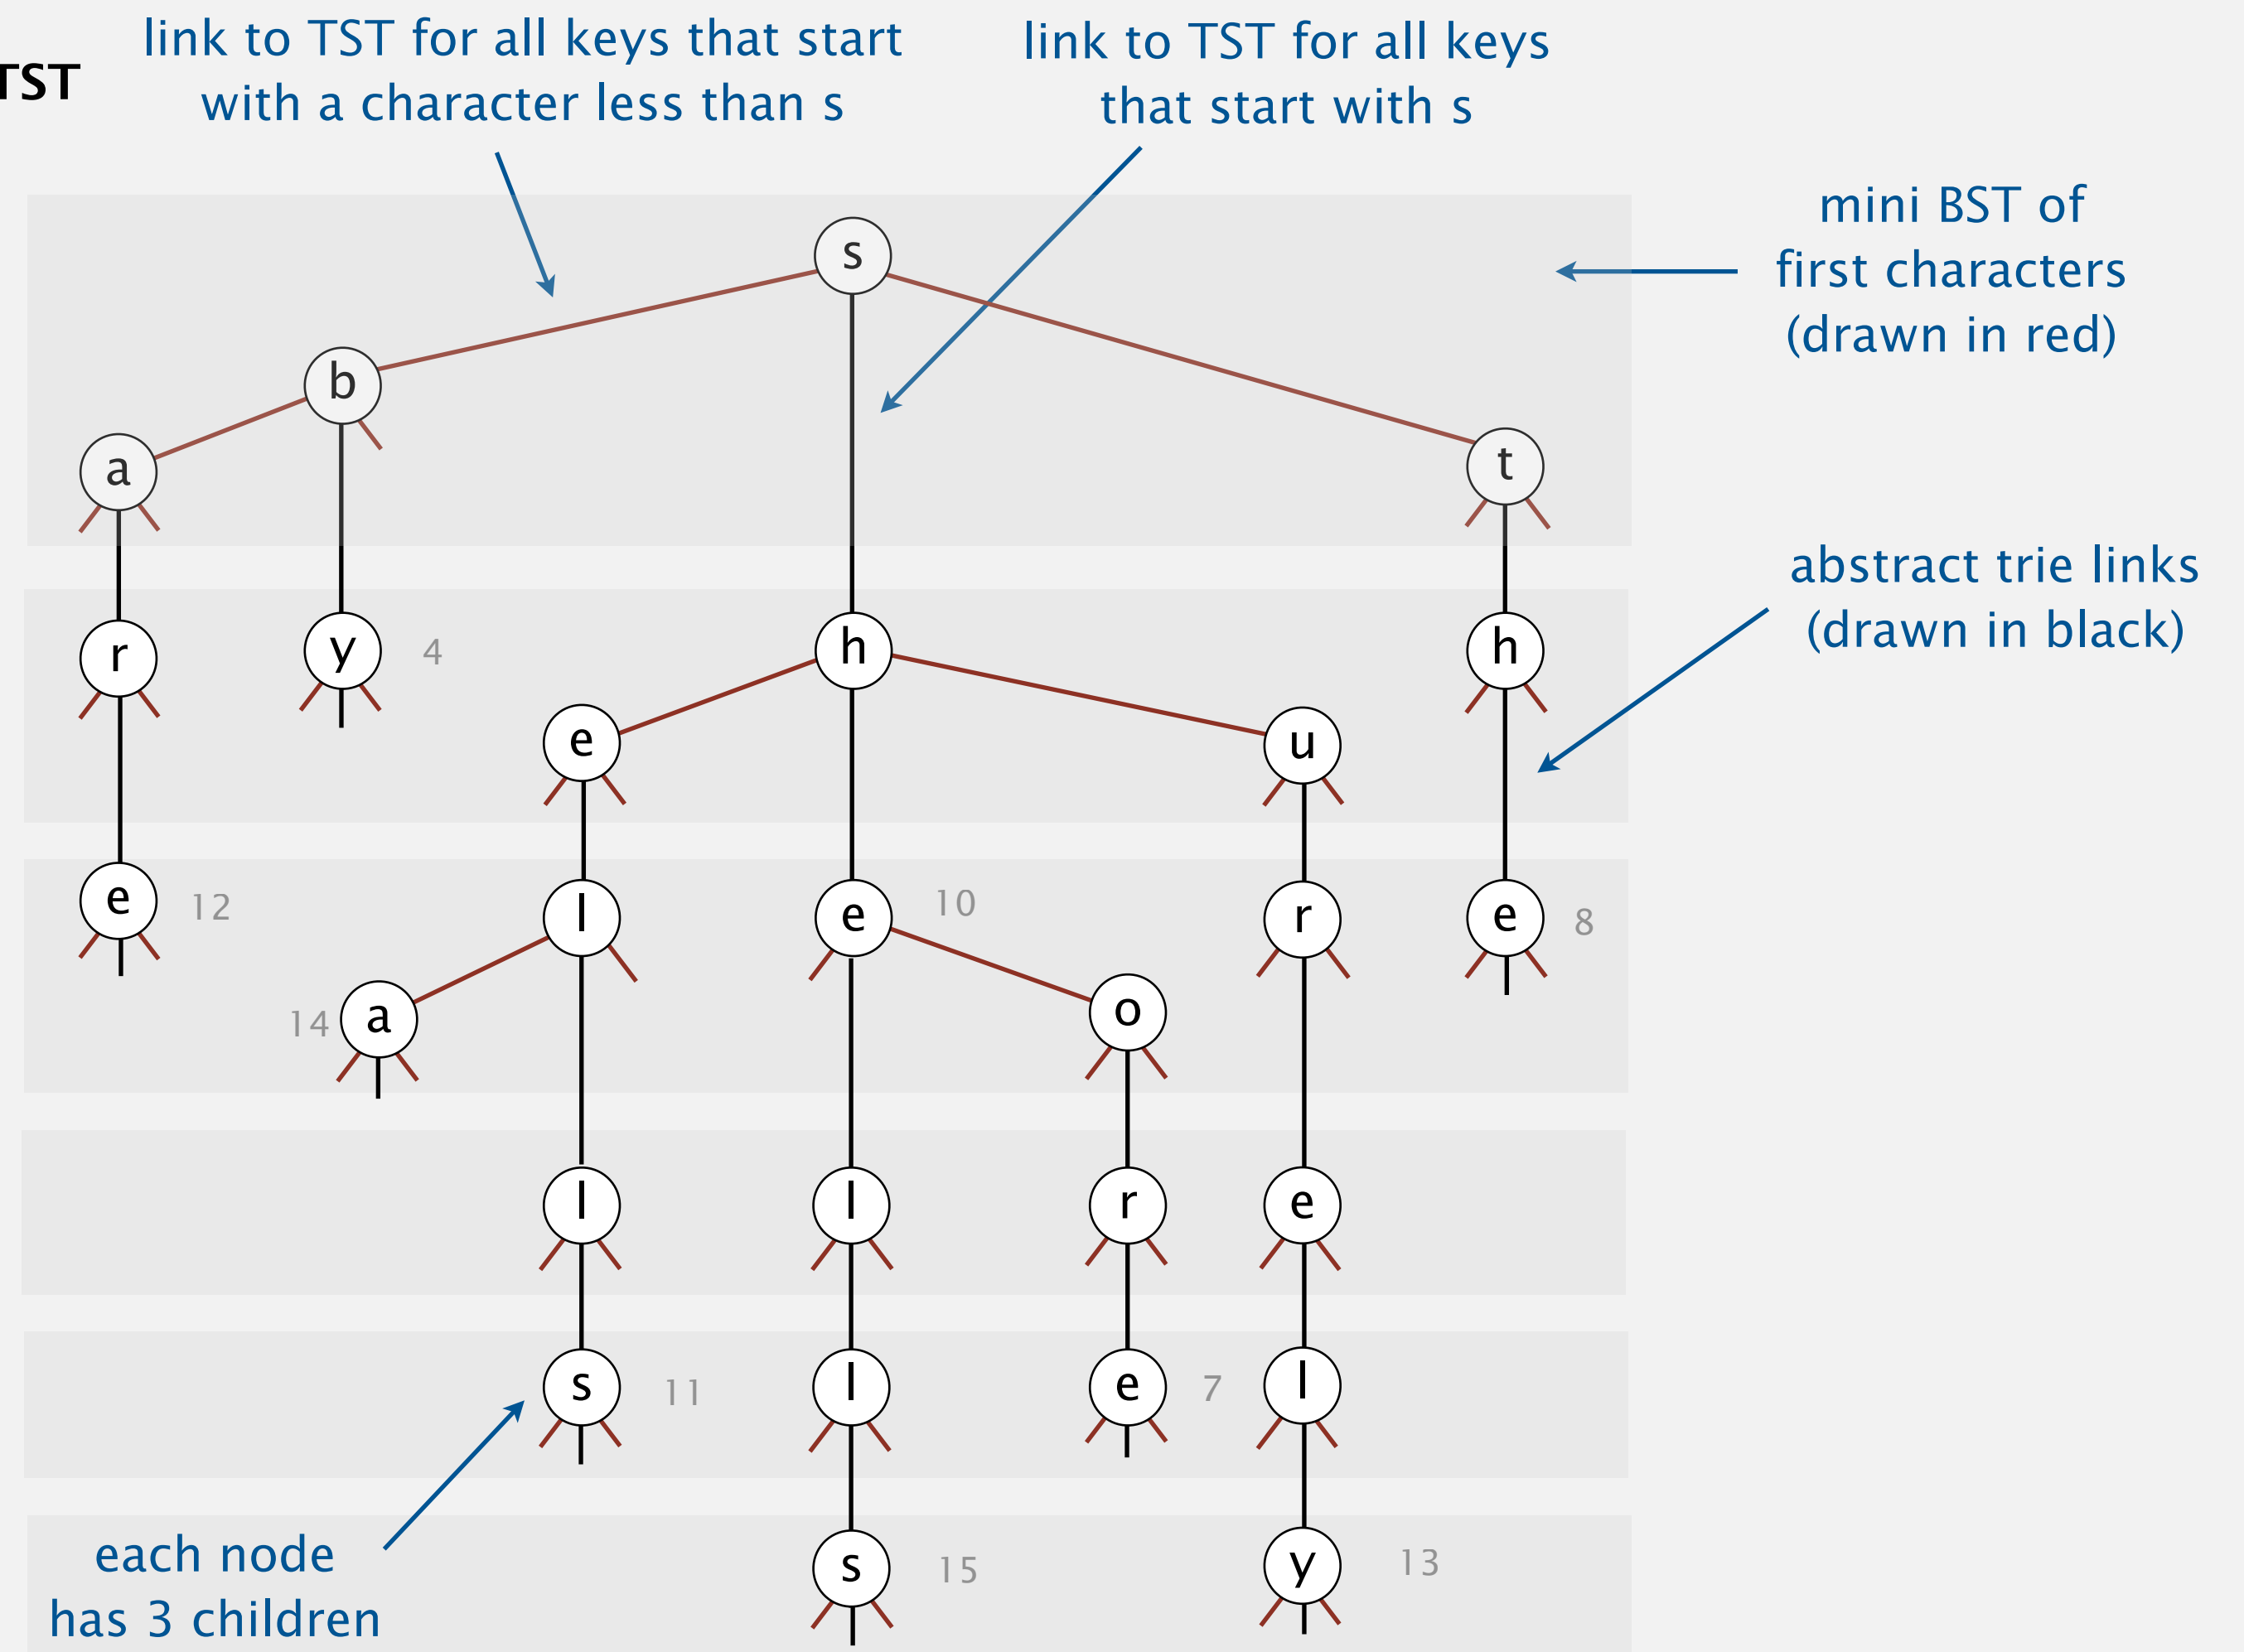 TST
link to TST for all keys that start
with a character less than s
link to TST for all keys
that start with s
mini BST of
first characters
(drawn in red)
s
b
a
t
abstract trie links
(drawn in black)
r
y 4
h
h
e
u
e 12
l
e 10
r
e 8
14 a
o
l
l
r
e
s 11
l
e 7
l
each node
has 3 children
s 15
y 13